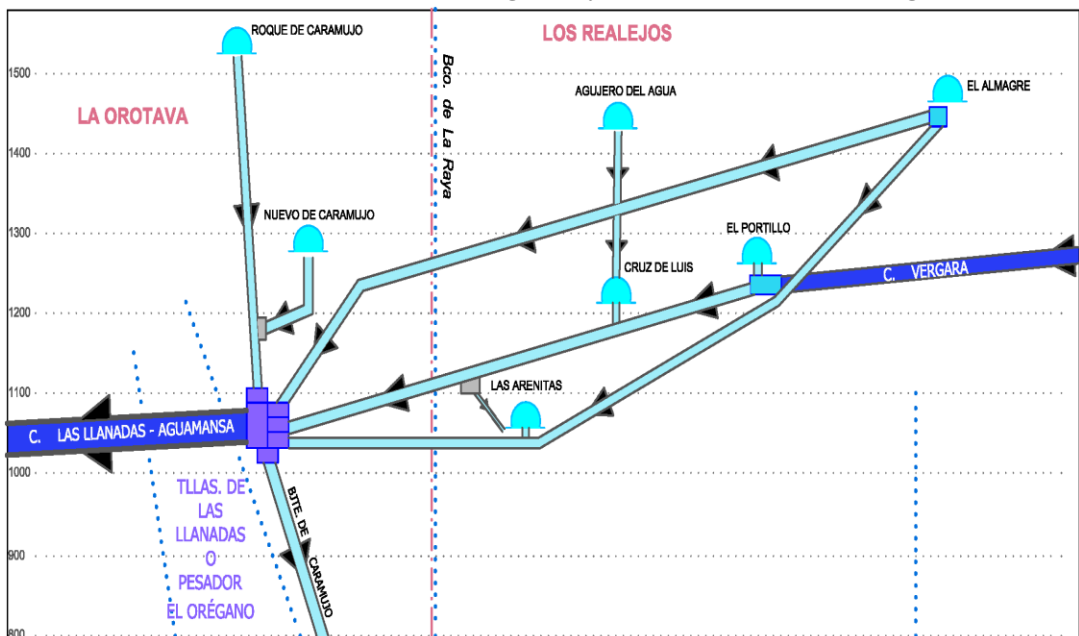 ROQUE DE CARAMUJO
LOS REALEJOS
1500
Bco. de La Raya
EL ALMAGRE
AGUJERO DEL AGUA
LA OROTAVA
1400
NUEVO DE CARAMUJO
EL PORTILLO
1300
CRUZ DE LUIS
C. VERGARA
1200
1100
LAS ARENITAS
C. LAS LLANADAS - AGUAMANSA
1000
TLLAS. DE
LAS
LLANADAS
O
PESADOR
EL ORÉGANO
BJTE. DE
CARAMUJO
900
800